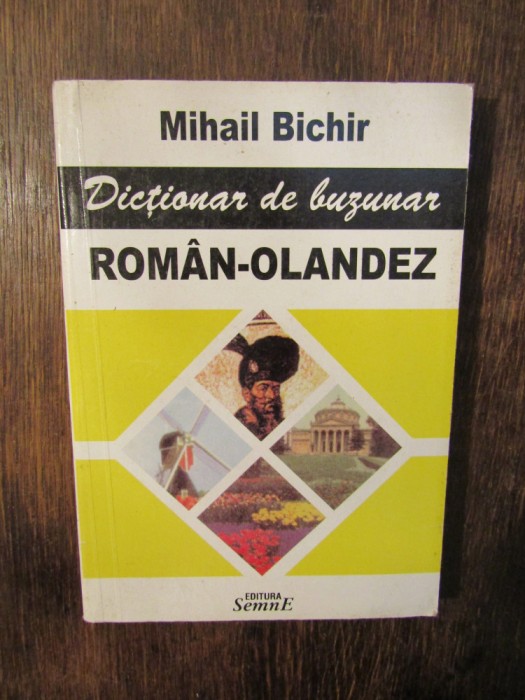 Mihail Bichir
Dicționar de buzunar
ROMÂN-OLANDEZ
EDITURA
SemnE